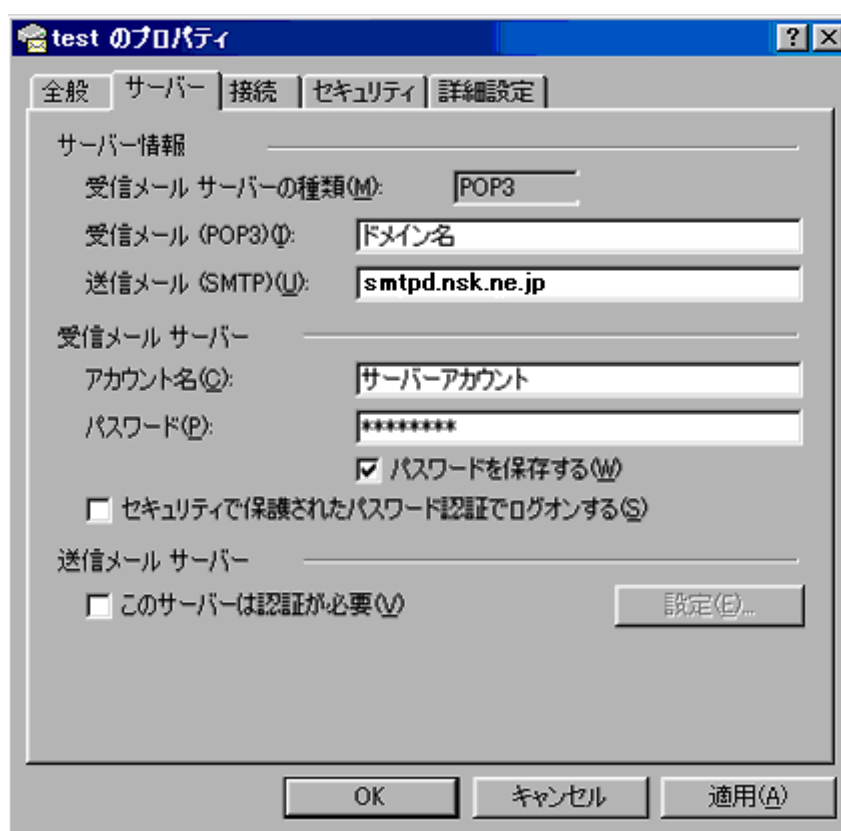 test のプロパティ
全般 サーバー 接続 セキュリティ 詳細設定
サーバー情報
受信メール サーバーの種類(M): POP3
受信メール (POP3)(I): ドメイン名
送信メール (SMTP)(U): smtpd.nsk.ne.jp
受信メール サーバー
アカウント名(C): サーバーアカウント
パスワード(P): ********
パスワードを保存する(W)
セキュリティで保護されたパスワード認証でログオンする(S)
送信メール サーバー
このサーバーは認証が必要(V) 設定(E)...
OK キャンセル 適用(A)